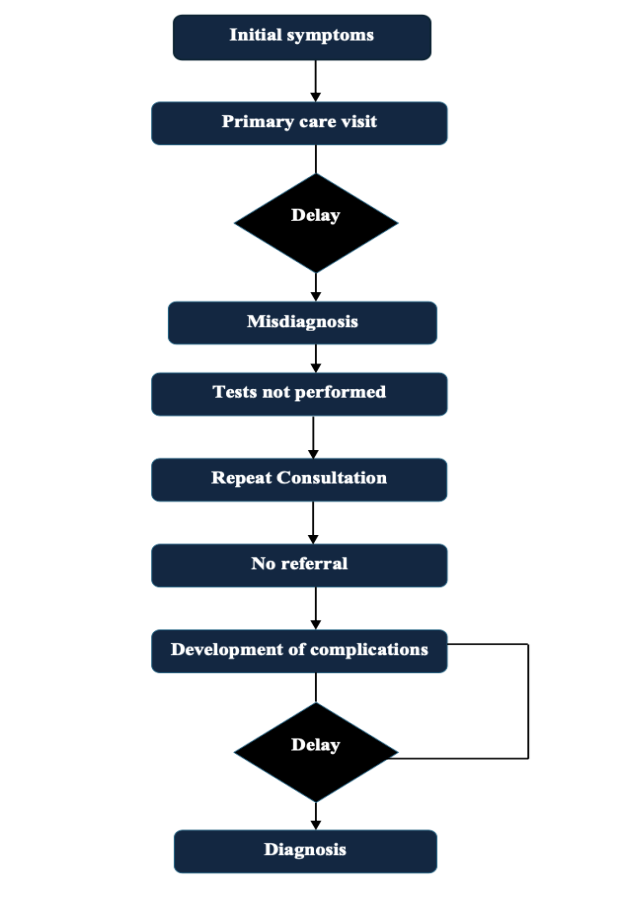 Initial symptoms
Primary care visit
Delay
Misdiagnosis
Tests not performed
Repeat Consultation
No referral
Development of complications
Delay
Diagnosis